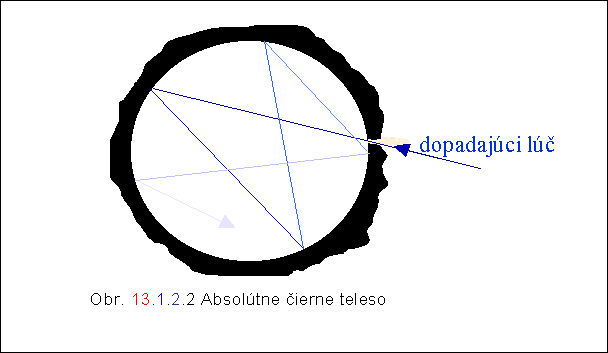 dopadajúci lúč
Obr. 13.1.2.2 Absolútne čierne teleso